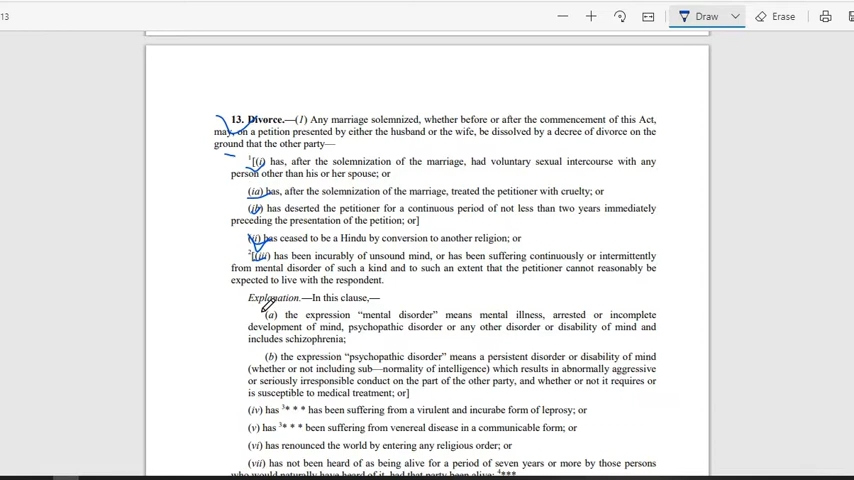 13
Draw
Erase
13. Divorce.—(1) Any marriage solemnized, whether before or after the commencement of this Act,
may, on a petition presented by either the husband or the wife, be dissolved by a decree of divorce on the
ground that the other party—
1[(i) has, after the solemnization of the marriage, had voluntary sexual intercourse with any
person other than his or her spouse; or
(ia) has, after the solemnization of the marriage, treated the petitioner with cruelty; or
(ib) has deserted the petitioner for a continuous period of not less than two years immediately
preceding the presentation of the petition; or]
(ii) has ceased to be a Hindu by conversion to another religion; or
2[(iii) has been incurably of unsound mind, or has been suffering continuously or intermittently
from mental disorder of such a kind and to such an extent that the petitioner cannot reasonably be
expected to live with the respondent.
Explanation.—In this clause,—
(a) the expression “mental disorder” means mental illness, arrested or incomplete
development of mind, psychopathic disorder or any other disorder or disability of mind and
includes schizophrenia;
(b) the expression “psychopathic disorder” means a persistent disorder or disability of mind
(whether or not including sub—normality of intelligence) which results in abnormally aggressive
or seriously irresponsible conduct on the part of the other party, and whether or not it requires or
is susceptible to medical treatment; or]
(iv) has 3* * * has been suffering from a virulent and incurabe form of leprosy; or
(v) has 3* * * been suffering from venereal disease in a communicable form; or
(vi) has renounced the world by entering any religious order; or
(vii) has not been heard of as being alive for a period of seven years or more by those persons
who would naturally have heard of it, had that party been alive; 4***